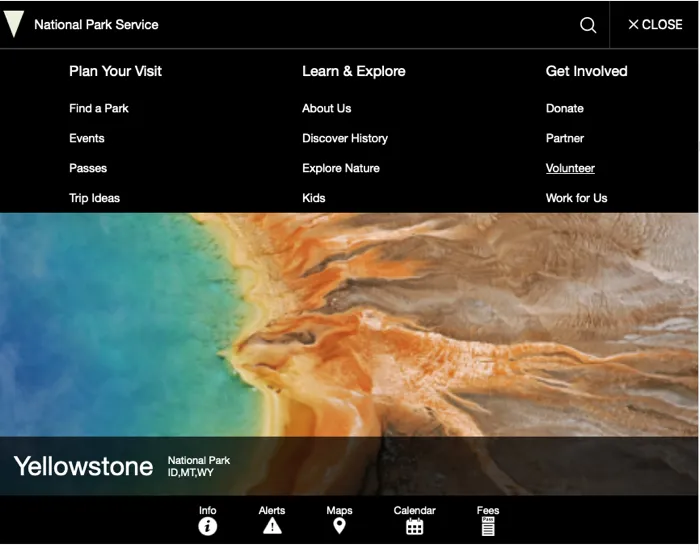 National Park Service
CLOSE
Plan Your Visit
Find a Park
Events
Passes
Trip Ideas
Learn & Explore
About Us
Discover History
Explore Nature
Kids
Get Involved
Donate
Partner
Volunteer
Work for Us
Yellowstone
National Park
ID,MT,WY
Info
Alerts
Maps
Calendar
Fees
PASS